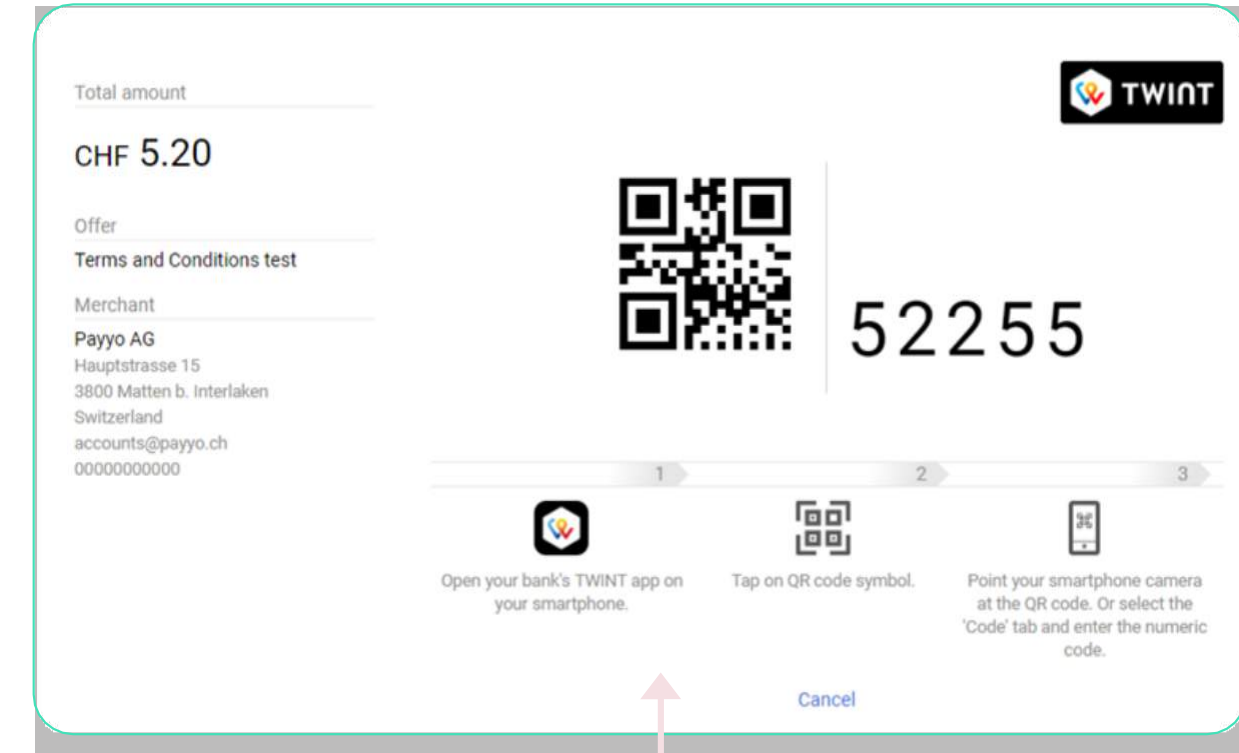 Total amount
CHF 5.20
Offer
Terms and Conditions test
Merchant
Payyo AG
Hauptstrasse 15
3800 Matten b. Interlaken
Switzerland
accounts@payyo.ch
00000000000
TWINT
52255
1
2
3
Open your bank's TWINT app on
your smartphone.
Tap on QR code symbol.
Point your smartphone camera
at the QR code. Or select the
'Code' tab and enter the numeric
code.
Cancel